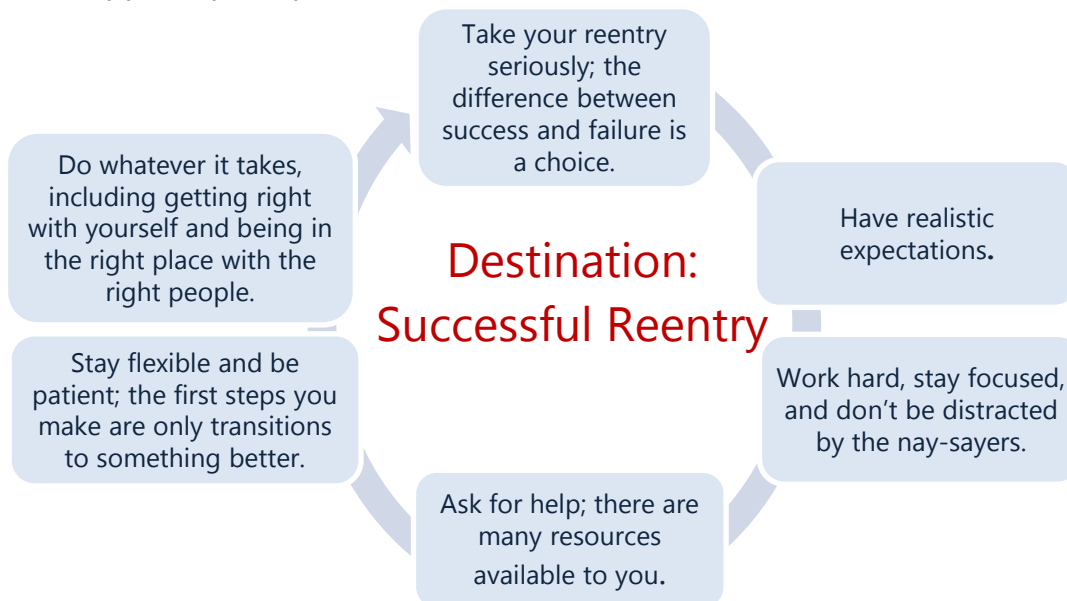 Take your reentry
seriously; the
difference between
success and failure is
a choice.
Have realistic
expectations.
Work hard, stay focused,
and don’t be distracted
by the nay-sayers.
Ask for help; there are
many resources
available to you.
Stay flexible and be
patient; the first steps you
make are only transitions
to something better.
Do whatever it takes,
including getting right
with yourself and being in
the right place with the
right people.
Destination:
Successful Reentry